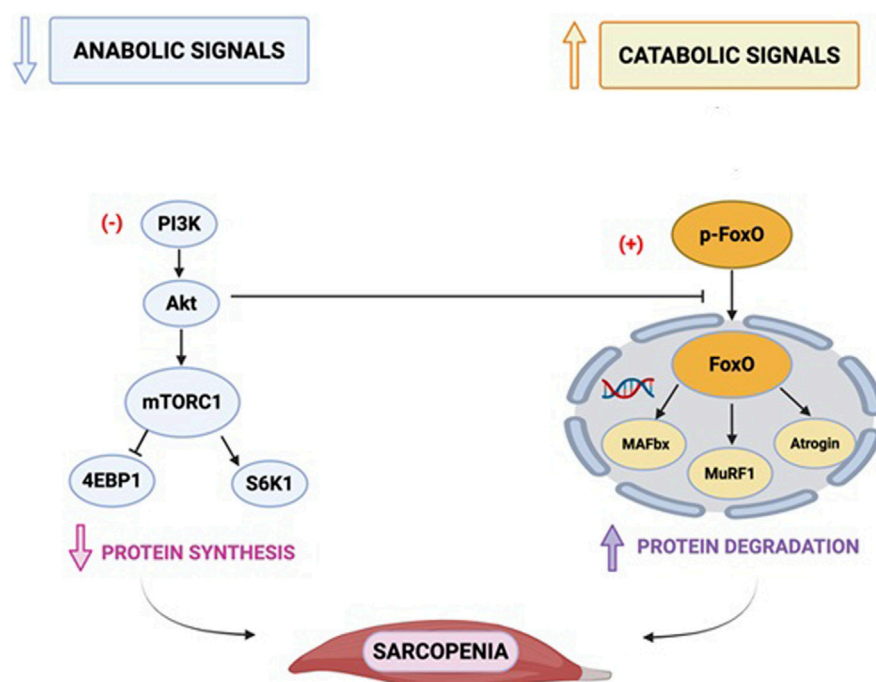 ANABOLIC SIGNALS
CATABOLIC SIGNALS
(-)
PI3K
Akt
mTORC1
4EBP1
S6K1
PROTEIN SYNTHESIS
(+)
p-FoxO
FoxO
MAFbx
MuRF1
Atrogin
PROTEIN DEGRADATION
SARCOPENIA